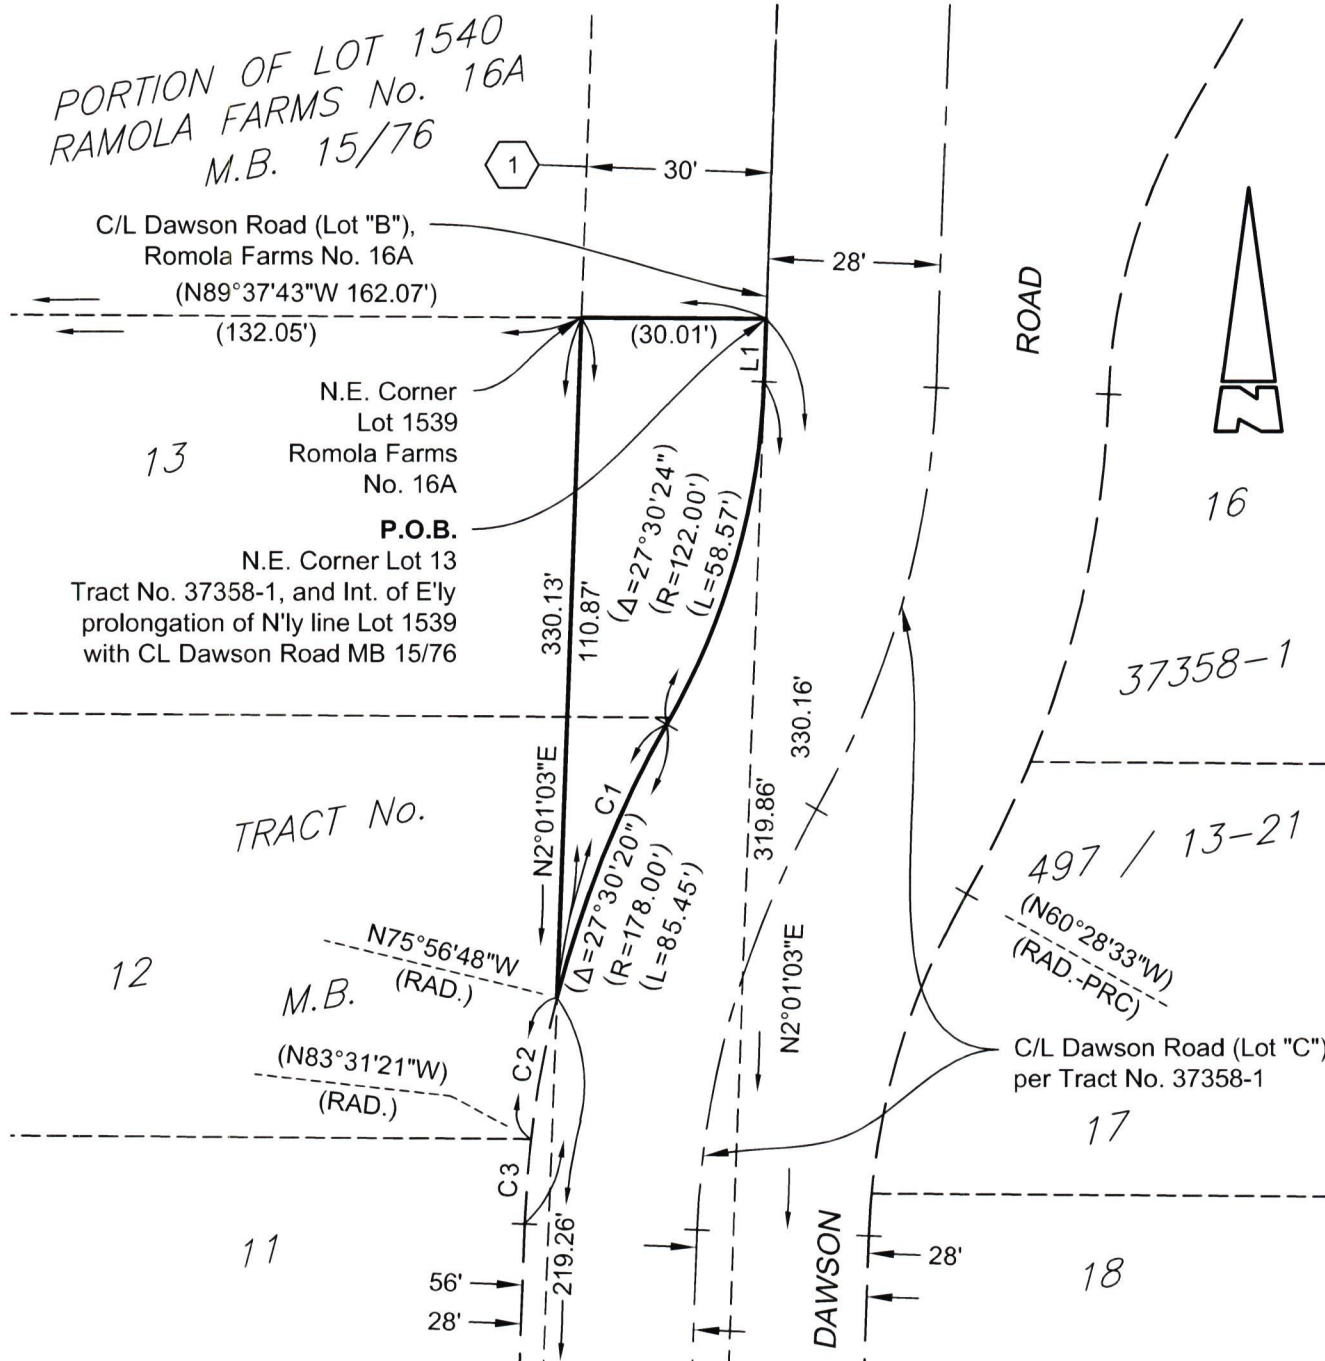 PORTION OF LOT 1540
RAMOLA FARMS No. 16A
M.B. 15/76
1
30'
C/L Dawson Road (Lot "B"),
Romola Farms No. 16A
28'
(N89°37'43"W 162.07')
(132.05')
(30.01')
L1
ROAD
N
N.E. Corner
Lot 1539
Romola Farms
No. 16A
13
16
P.O.B.
N.E. Corner Lot 13
Tract No. 37358-1, and Int. of E'ly
prolongation of N'ly line Lot 1539
with CL Dawson Road MB 15/76
330.13'
110.87'
(Δ=27°30'24")
(R=122.00')
(L=58.57')
37358-1
330.16'
319.86'
N2°01'03"E
C1
TRACT No.
(Δ=27°30'20")
(R=178.00')
(L=85.45')
497 / 13-21
(N60°28'33"W)
(RAD.-PRC)
N75°56'48"W
(RAD.)
12
M.B.
N2°01'03"E
C/L Dawson Road (Lot "C")
per Tract No. 37358-1
(N83°31'21"W)
(RAD.)
C2
17
C3
11
219.26'
DAWSON
28'
56'
28'
18